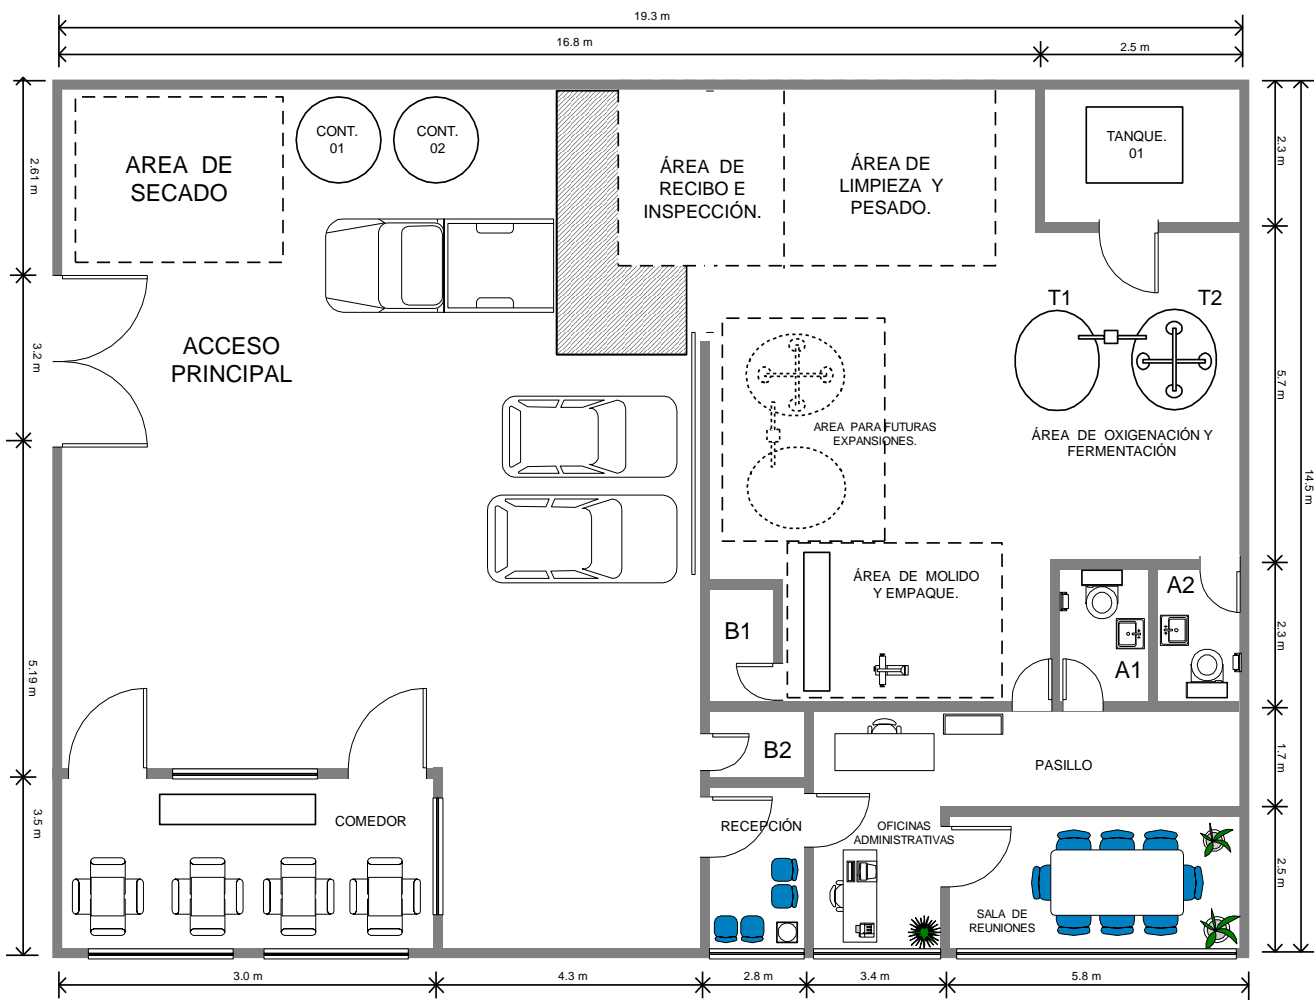 19.3 m
16.8 m
2.5 m
2.61 m
3.2 m
5.19 m
3.5 m
AREA DE
SECADO
CONT.
01
CONT.
02
ÁREA DE
RECIBO E
INSPECCIÓN.
ÁREA DE
LIMPIEZA Y
PESADO.
TANQUE.
01
ACCESO
PRINCIPAL
T1
T2
AREA PARA FUTURAS
EXPANSIONES.
ÁREA DE OXIGENACIÓN Y
FERMENTACIÓN
ÁREA DE MOLIDO
Y EMPAQUE.
B1
A1
A2
B2
PASILLO
COMEDOR
RECEPCIÓN
OFICINAS
ADMINISTRATIVAS
SALA DE
REUNIONES
2.3 m
5.7 m
2.3 m
1.7 m
2.5 m
14.5 m
3.0 m
4.3 m
2.8 m
3.4 m
5.8 m